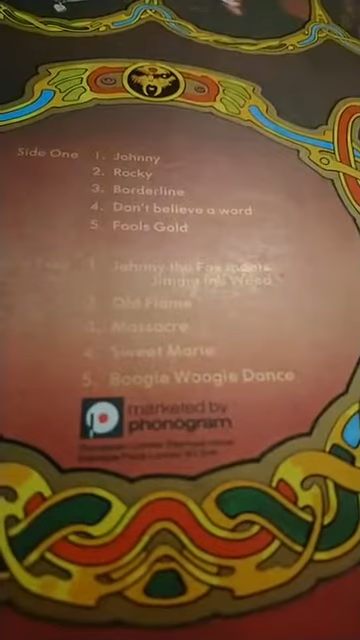 Side One 1. Johnny
2. Rocky
3. Borderline
4. Don't believe a word
5. Fools Gold
1. Johnny the Fox meets
Jimmy the Weed
2. Old Flame
3. Massacre
4. Sweet Marie
5. Boogie Woogie Dance
marketed by
phonogram